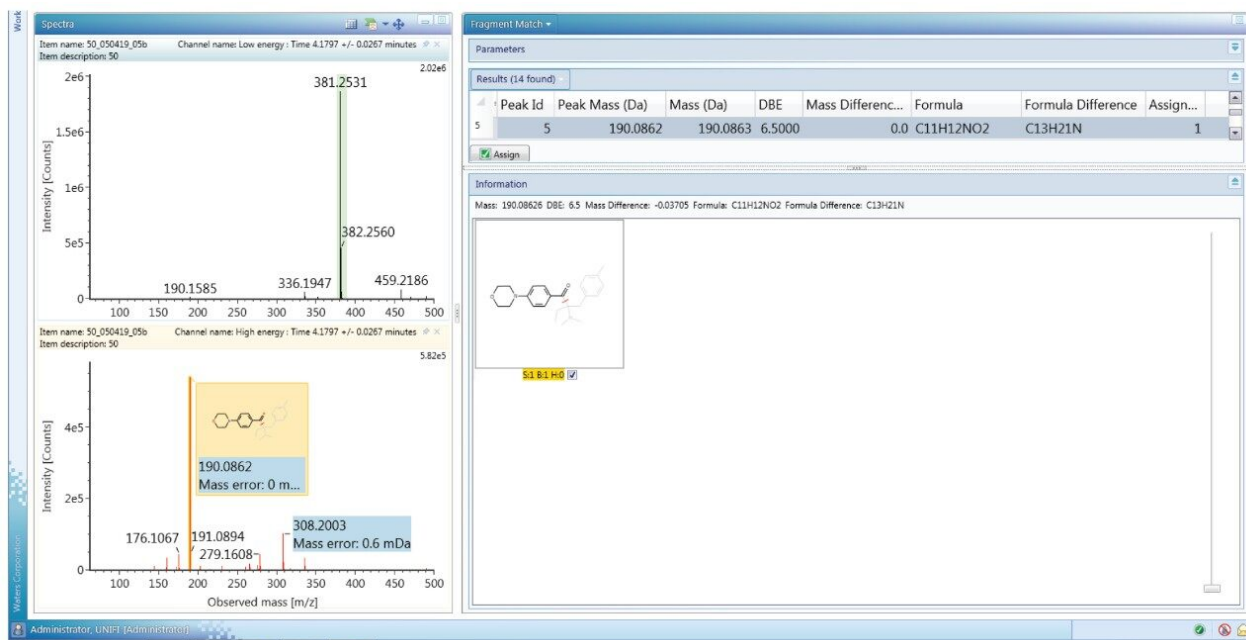 Work
Spectra
Item name: 50_050419_05b Channel name: Low energy : Time 4.1797 +/- 0.0267 minutes
Item description: 50
2.02e6
2e6
1.5e6
1e6
5e5
0
Intensity [Counts]
381.2531
382.2560
190.1585
336.1947
459.2186
100 150 200 250 300 350 400 450 500
Item name: 50_050419_05b Channel name: High energy : Time 4.1797 +/- 0.0267 minutes
Item description: 50
5.82e5
4e5
2e5
0
Intensity [Counts]
190.0862
Mass error: 0 m...
176.1067
191.0894
279.1608
308.2003
Mass error: 0.6 mDa
100 150 200 250 300 350 400 450 500
Observed mass [m/z]
Fragment Match
Parameters
Results (14 found)
Peak Id Peak Mass (Da) Mass (Da) DBE Mass Differenc... Formula Formula Difference Assign...
5 5 190.0862 190.0863 6.5000 0.0 C11H12NO2 C13H21N 1
Assign
Information
Mass: 190.08626 DBE: 6.5 Mass Difference: -0.03705 Formula: C11H12NO2 Formula Difference: C13H21N
S:1 B:1 H:0
Waters Corporation
Administrator, UNIFI [Administrator]